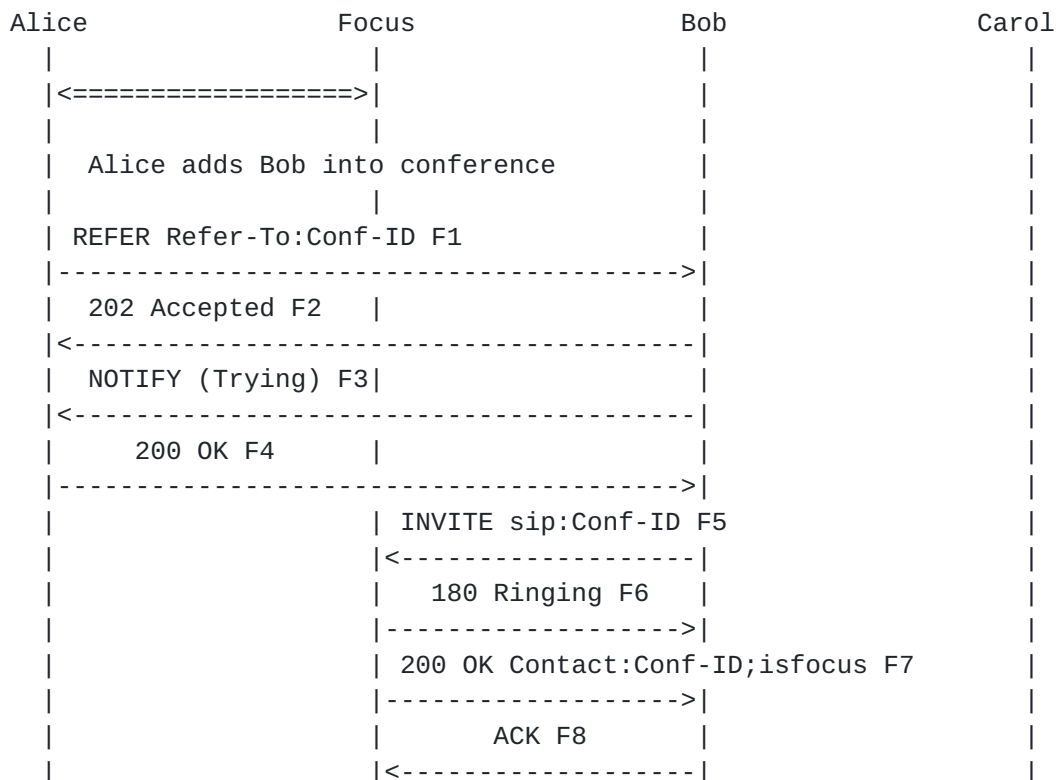 Alice                Focus                 Bob                Carol
  |                    |                    |                    |
  |<==================>|                    |                    |
  |                    |                    |                    |
  |  Alice adds Bob into conference         |                    |
  |                    |                    |                    |
  | REFER Refer-To:Conf-ID F1               |                    |
  |---------------------------------------->|                    |
  |  202 Accepted F2   |                    |                    |
  |<----------------------------------------|                    |
  |  NOTIFY (Trying) F3|                    |                    |
  |<----------------------------------------|                    |
  |     200 OK F4      |                    |                    |
  |---------------------------------------->|                    |
  |                    | INVITE sip:Conf-ID F5                   |
  |                    |<-------------------|                    |
  |                    |   180 Ringing F6   |                    |
  |                    |------------------->|                    |
  |                    | 200 OK Contact:Conf-ID;isfocus F7       |
  |                    |------------------->|                    |
  |                    |       ACK F8       |                    |
  |                    |<-------------------|                    |